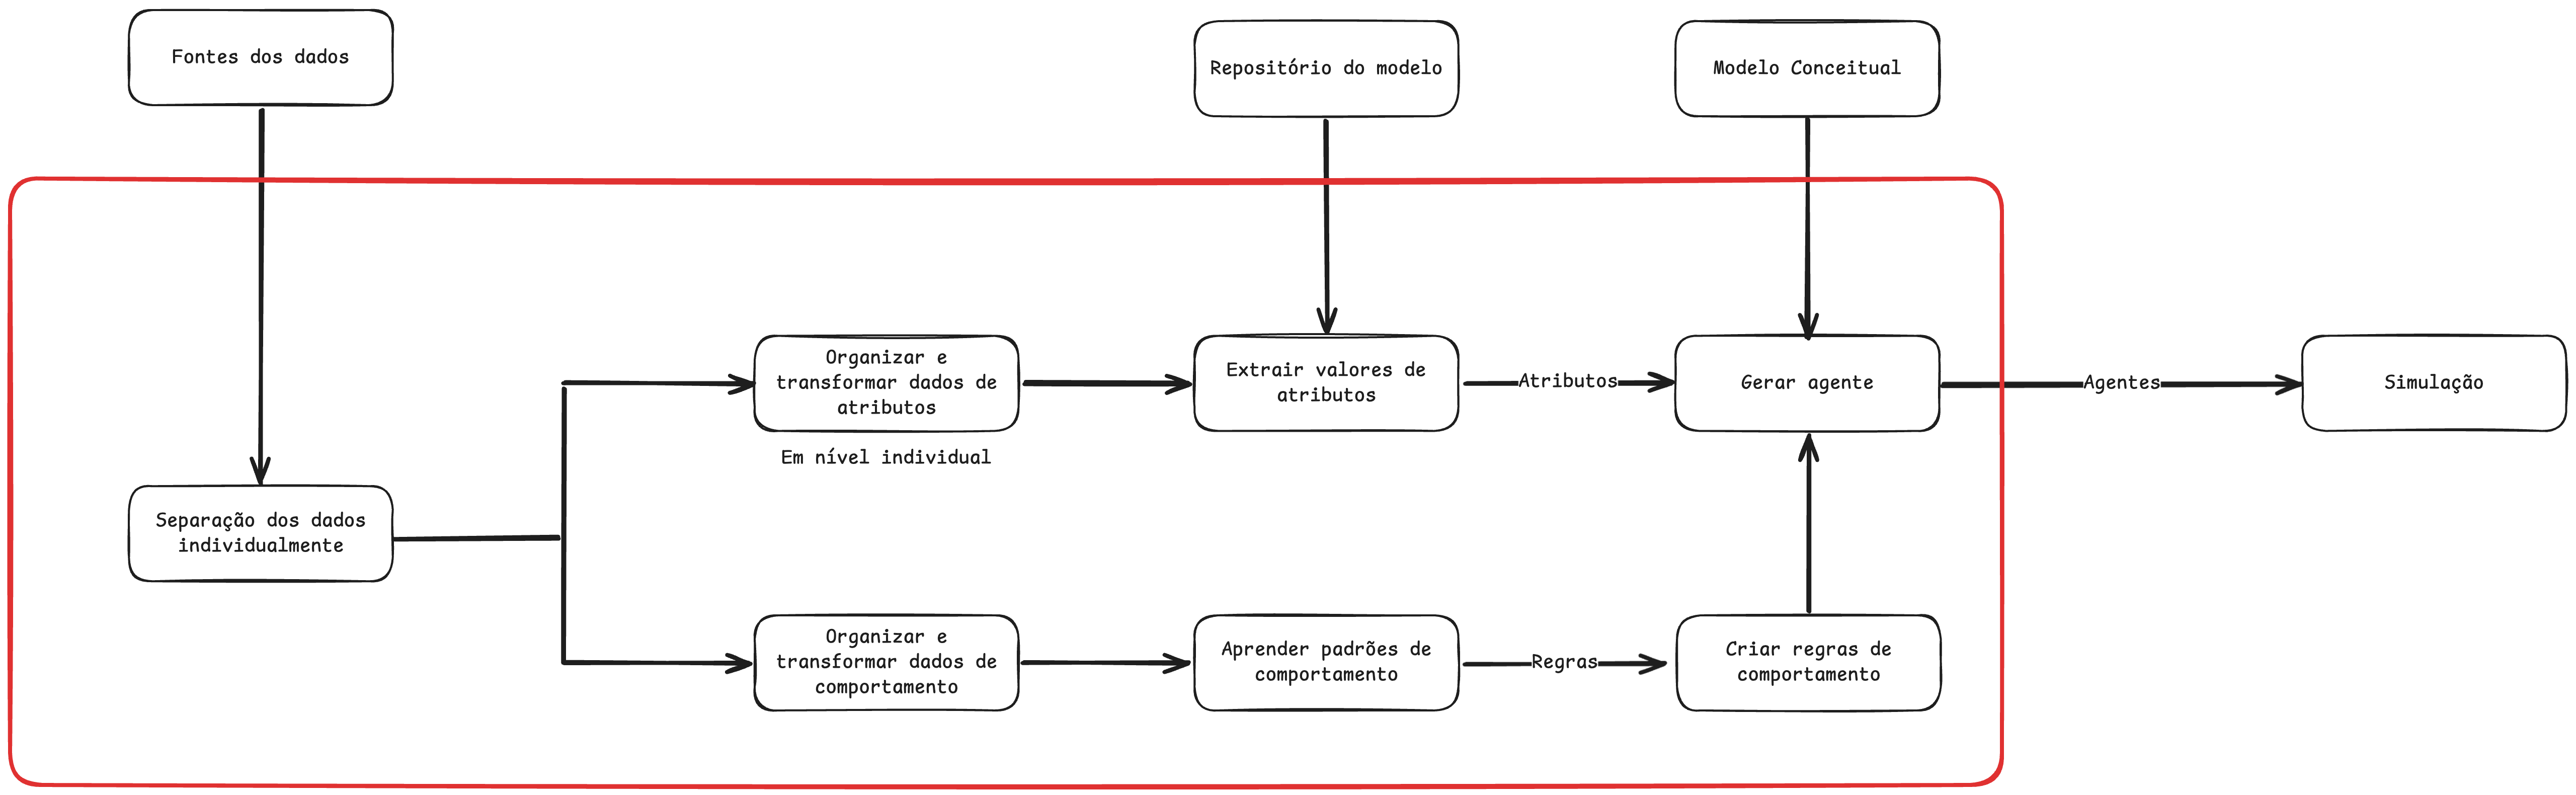 Fontes dos dados
Repositório do modelo
Modelo Conceitual
Organizar e
transformar dados de
atributos
Em nível individual
Extrair valores de
atributos
Atributos
Gerar agente
Agentes
Simulação
Separação dos dados
individualmente
Organizar e
transformar dados de
comportamento
Aprender padrões de
comportamento
Regras
Criar regras de
comportamento